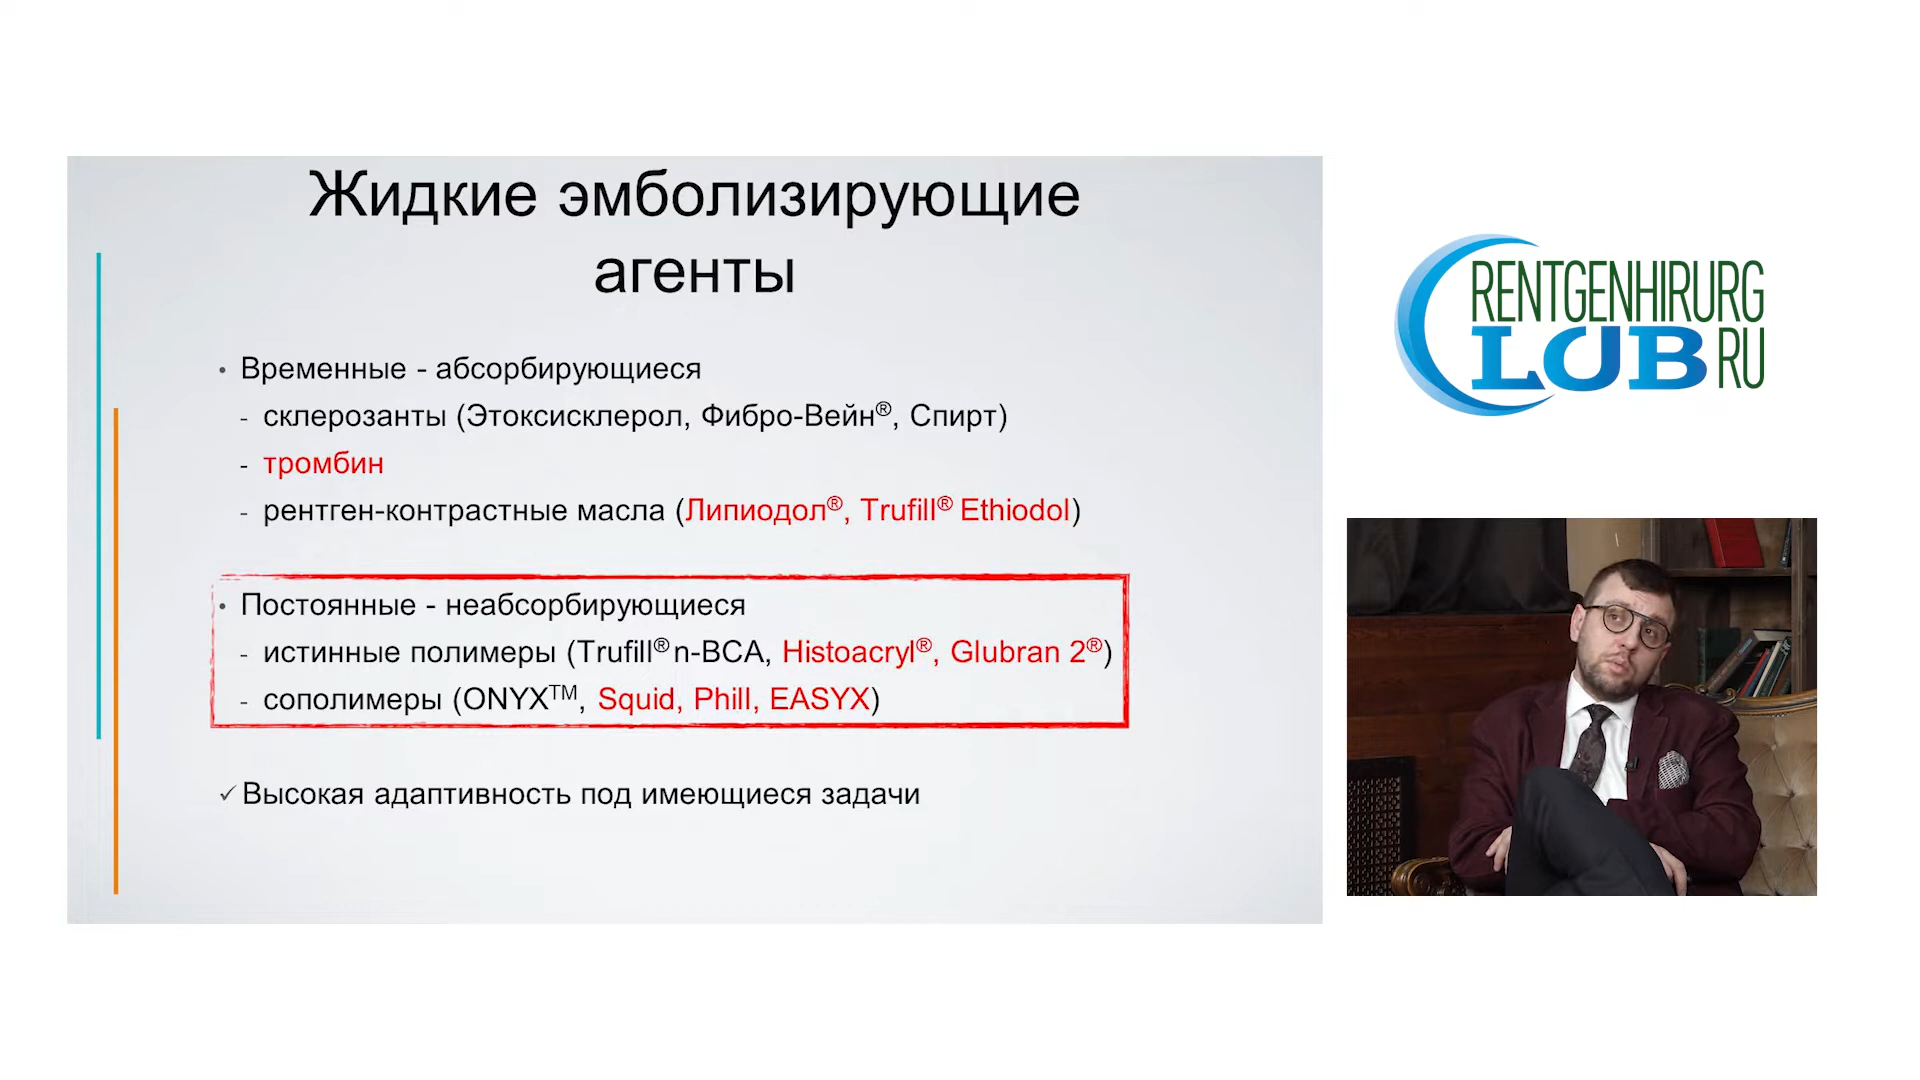 Жидкие эмболизирующие
агенты
• Временные - абсорбирующиеся
- склерозанты (Этоксисклерол, Фибро-Вейн®, Спирт)
- тромбин
- рентген-контрастные масла (Липиодол®, Trufill® Ethiodol)
• Постоянные - неабсорбирующиеся
- истинные полимеры (Trufill® n-BCA, Histoacryl®, Glubran 2®)
- сополимеры (ONYX™, Squid, Phill, EASYX)
✓ Высокая адаптивность под имеющиеся задачи
RENTGENHIRURG
CLUB RU